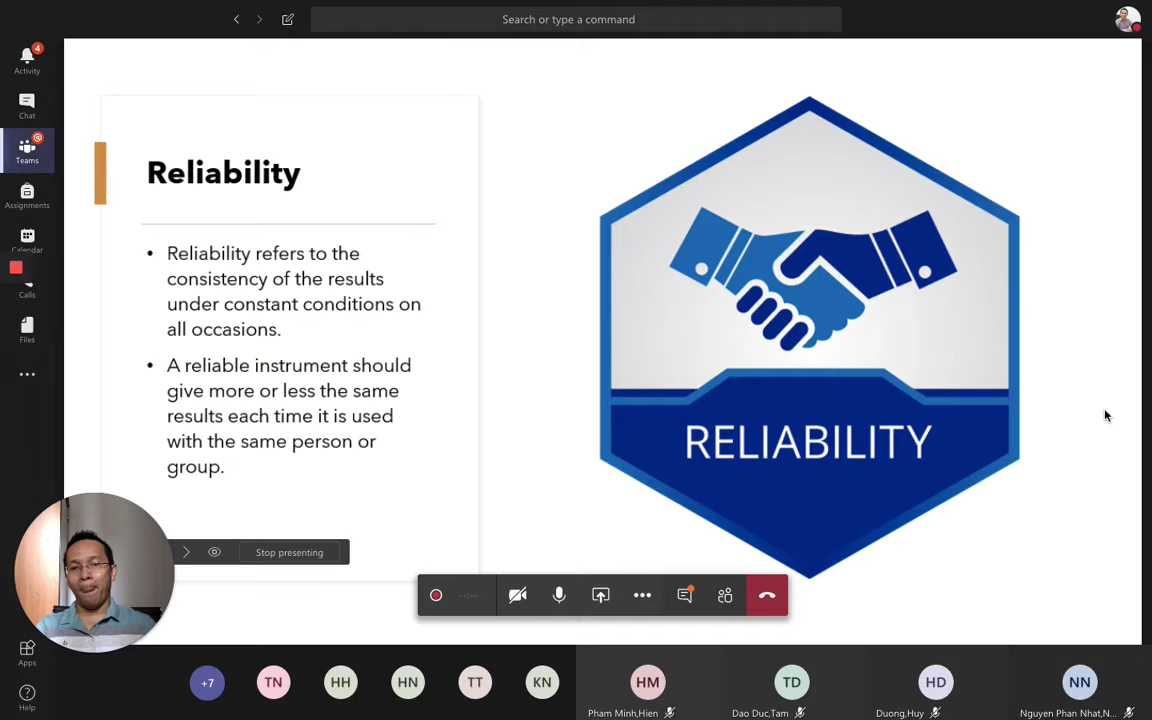 Search or type a command
4
Activity
Chat
Teams
Assignments
Calendar
Calls
Files
Reliability
• Reliability refers to the
consistency of the results
under constant conditions on
all occasions.
• A reliable instrument should
give more or less the same
results each time it is used
with the same person or
group.
RELIABILITY
Stop presenting
--:--
Apps
Help
+7
TN
HH
HN
TT
KN
HM
Pham Minh,Hien
TD
Dao Duc,Tam
HD
Duong,Huy
NN
Nguyen Phan Nhat,N...